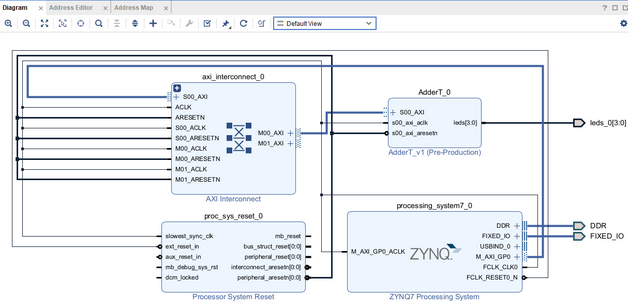 Diagram
Address Editor
Address Map
Default View
axi_interconnect_0
S00_AXI
ACLK
ARESETN
S00_ACLK
S00_ARESETN
M00_ACLK
M00_ARESETN
M01_ACLK
M01_ARESETN
M00_AXI
M01_AXI
AXI Interconnect
AdderT_0
S00_AXI
s00_axi_aclk
s00_axi_aresetn
leds[3:0]
AdderT_v1 (Pre-Production)
leds_0[3:0]
proc_sys_reset_0
slowest_sync_clk
ext_reset_in
aux_reset_in
mb_debug_sys_rst
dcm_locked
mb_reset
bus_struct_reset[0:0]
peripheral_reset[0:0]
interconnect_aresetn[0:0]
peripheral_aresetn[0:0]
Processor System Reset
processing_system7_0
M_AXI_GP0_ACLK
ZYNQ
DDR
FIXED_IO
USBIND_0
M_AXI_GP0
FCLK_CLK0
FCLK_RESET0_N
ZYNQ7 Processing System
DDR
FIXED_IO